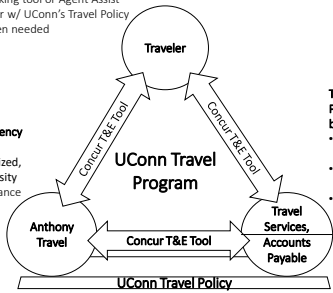 king tool or Agent Assist
r w/ UConn's Travel Policy
en needed
Traveler
Concur T&E Tool
Concur T&E Tool
ency
ized,
sity
ance
T
F
b
•
•
•
UConn Travel
Program
Anthony
Travel
Concur T&E Tool
Travel
Services,
Accounts
Payable
UConn Travel Policy